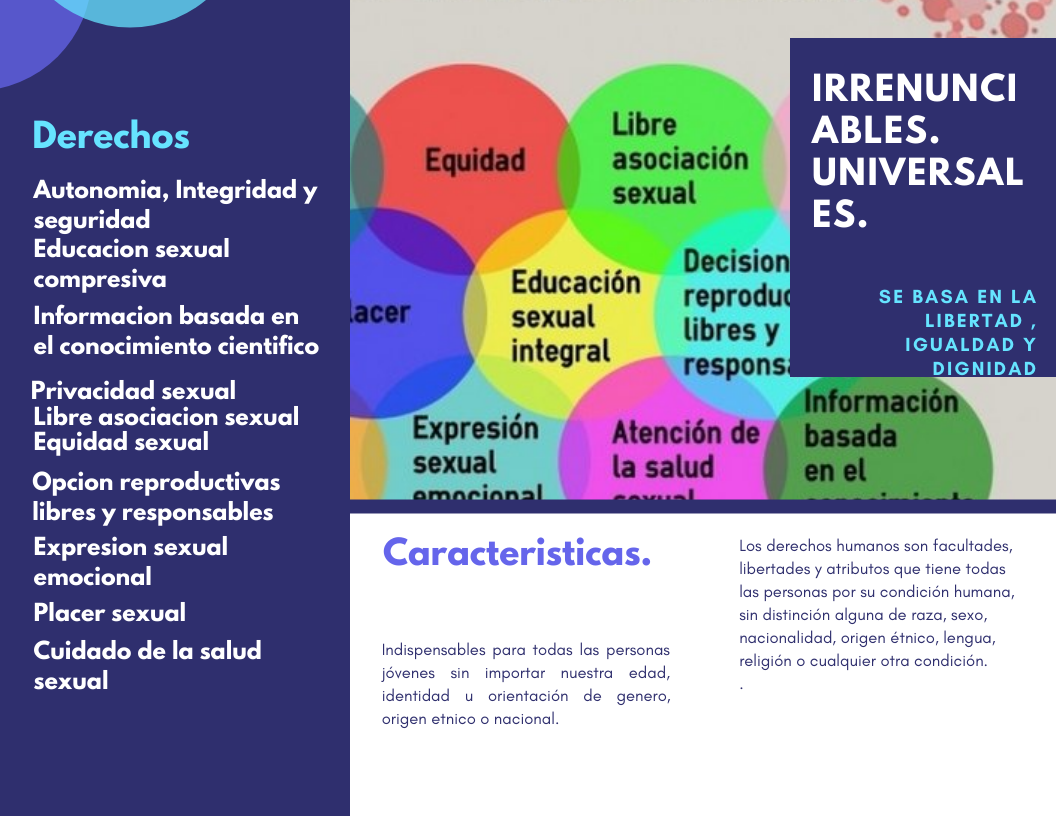 Derechos
Autonomia, Integridad y
seguridad
Educacion sexual
compresiva
Informacion basada en
el conocimiento cientifico
Privacidad sexual
Libre asociacion sexual
Equidad sexual
Opcion reproductivas
libres y responsables
Expresion sexual
emocional
Placer sexual
Cuidado de la salud
sexual
Equidad
Libre
asociación
sexual
lacer
Educación
sexual
integral
Decision
reproduc
libres y
responsa
Expresión
sexual
emocional
Atención de
la salud
sexual
Información
basada
en el
conocimiento
IRRENUNCI
ABLES.
UNIVERSAL
ES.
SE BASA EN LA
LIBERTAD ,
IGUALDAD Y
DIGNIDAD
Caracteristicas.
Indispensables para todas las personas
jóvenes sin importar nuestra edad,
identidad u orientación de genero,
origen etnico o nacional.
Los derechos humanos son facultades,
libertades y atributos que tiene todas
las personas por su condición humana,
sin distinción alguna de raza, sexo,
nacionalidad, origen étnico, lengua,
religión o cualquier otra condición.
.